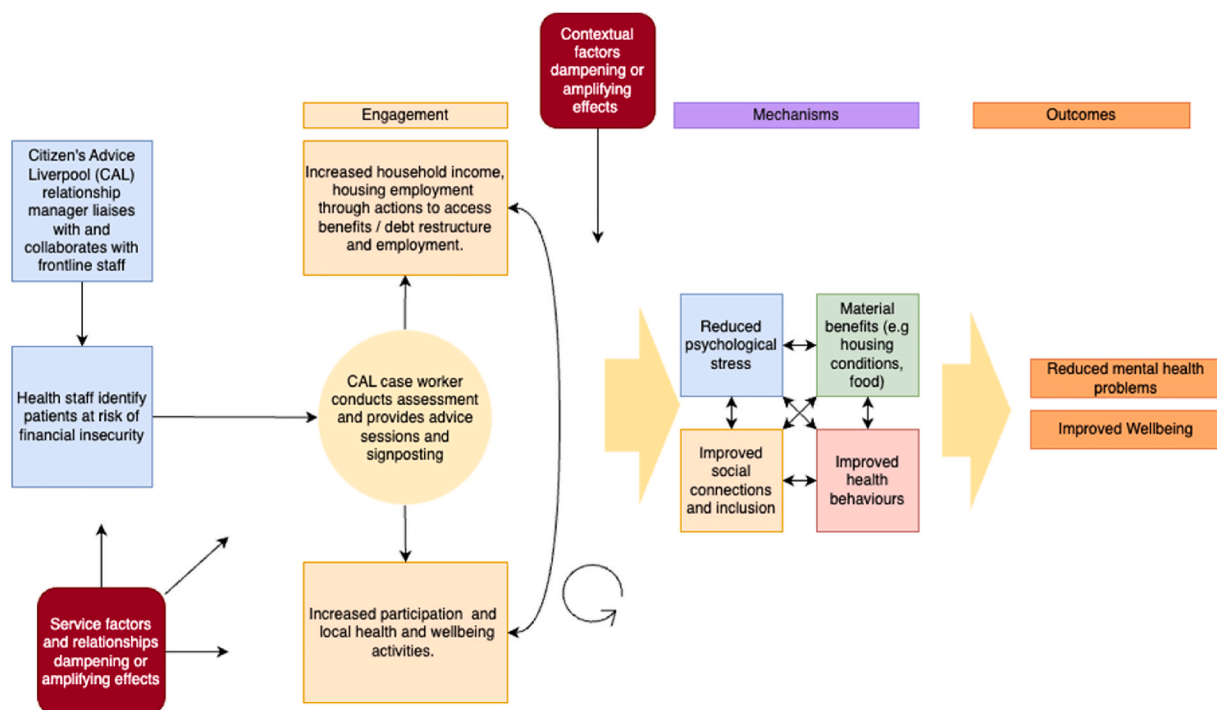 Contextual
factors
dampening or
amplifying
effects
Engagement
Mechanisms
Outcomes
Citizen's Advice
Liverpool (CAL)
relationship
manager liaises
with and
collaborates with
frontline staff
Increased household income,
housing employment
through actions to access
benefits / debt restructure
and employment.
Health staff identify
patients at risk of
financial insecurity
CAL case worker
conducts assessment
and provides advice
sessions and
signposting
Reduced
psychological
stress
Material
benefits (e.g
housing
conditions,
food)
Improved
social
connections
and inclusion
Improved
health
behaviours
Reduced mental health
problems
Improved Wellbeing
Service factors
and relationships
dampening or
amplifying effects
Increased participation and
local health and wellbeing
activities.